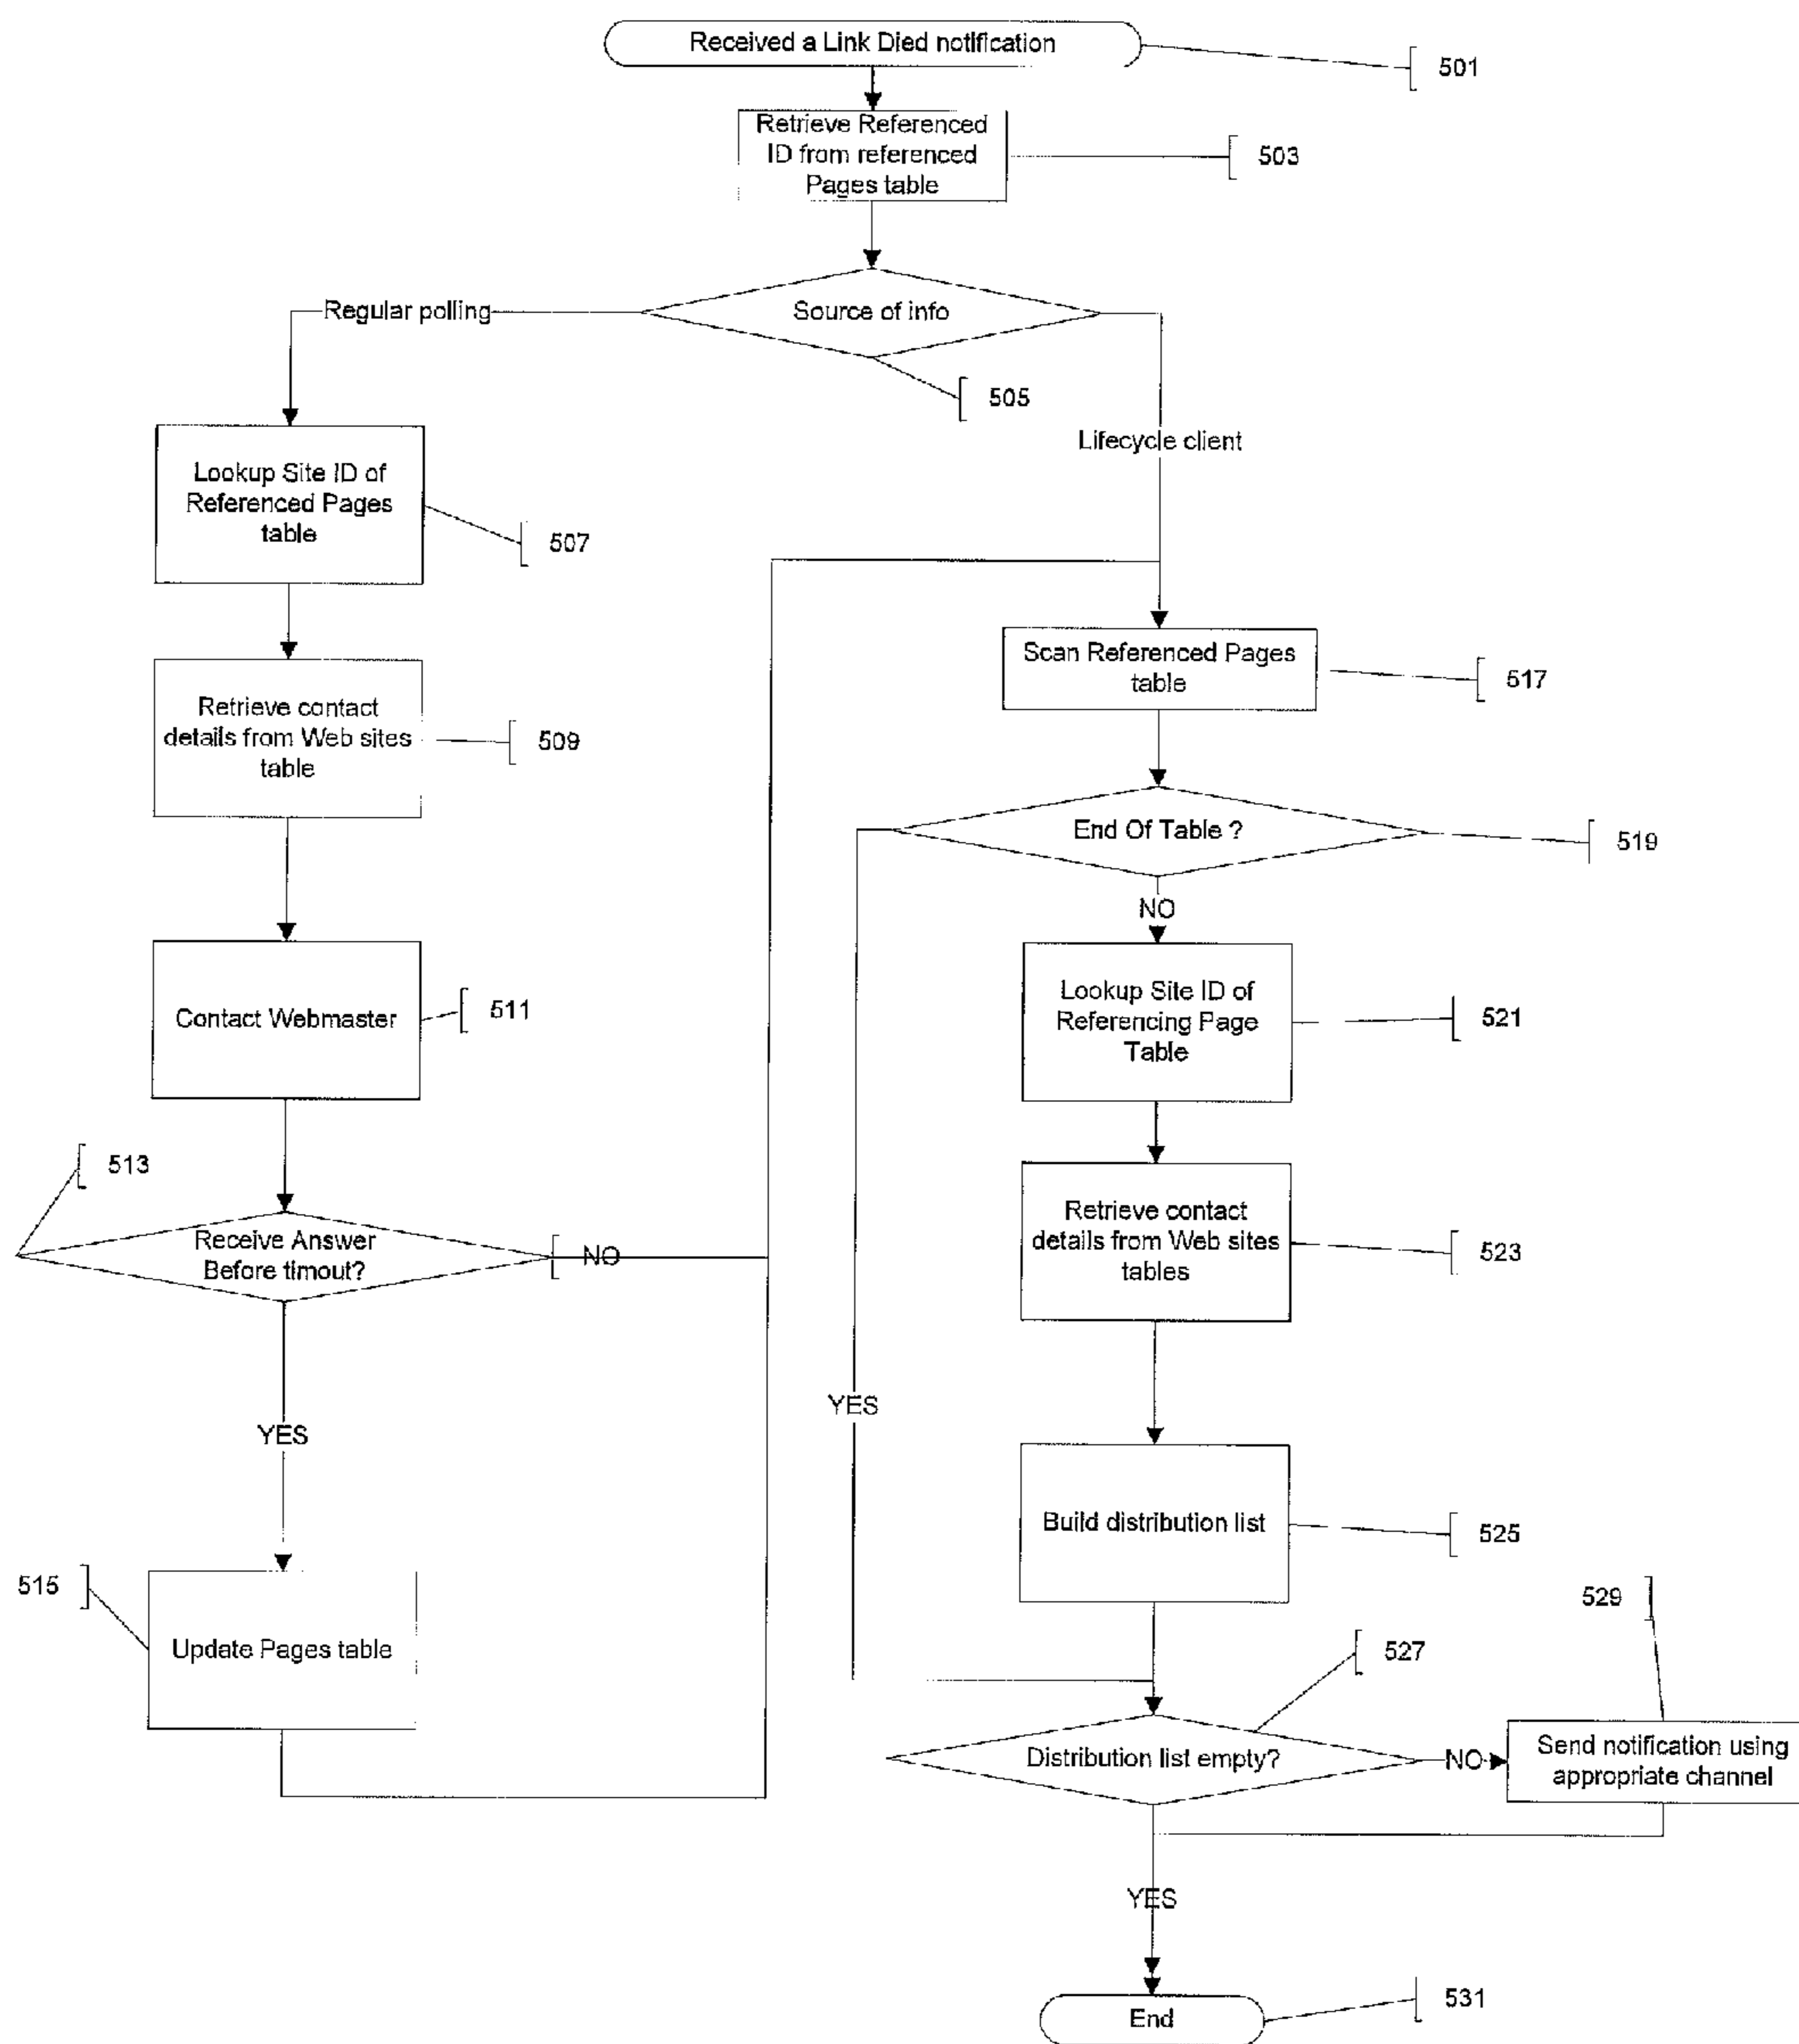 Received a Link Died notification
501
Retrieve Referenced
ID from referenced
Pages table
503
Regular polling
Source of info
505
Lifecycle client
Lookup Site ID of
Referenced Pages
table
507
Retrieve contact
details from Web sites
table
509
Contact Webmaster
511
513
Receive Answer
Before timout?
NO
YES
515
Update Pages table
Scan Referenced Pages
table
517
End Of Table ?
519
NO
YES
Lookup Site ID of
Referencing Page
Table
521
Retrieve contact
details from Web sites
tables
523
Build distribution list
525
527
529
Distribution list empty?
NO
Send notification using
appropriate channel
YES
End
531